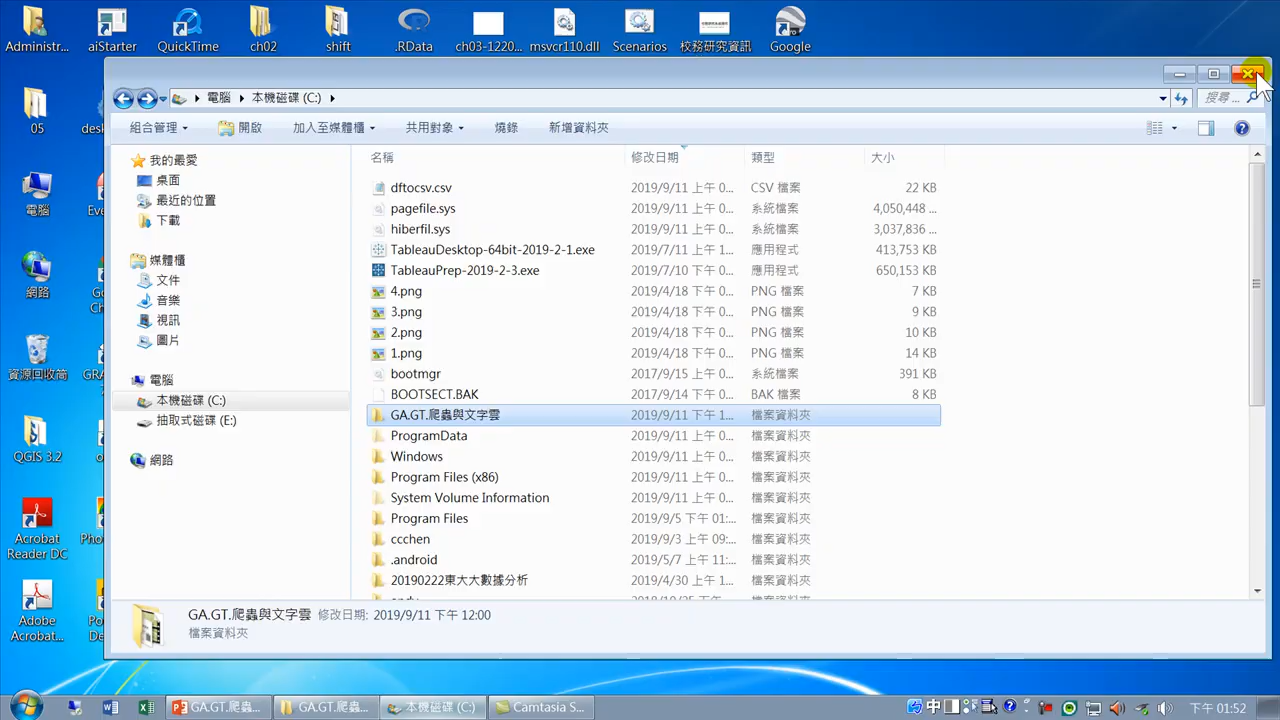 Administr...
aiStarter
QuickTime
ch02
shift
.RData
ch03-1220...
msvcr110.dll
Scenarios
校務研究資訊
Google
電腦
本機磁碟 (C:)
搜尋 ...
組合管理
開啟
加入至媒體櫃
共用對象
燒錄
新增資料夾
05
電腦
網路
資源回收筒
QGIS 3.2
Acrobat
Reader DC
Adobe
Acrobat...
我的最愛
桌面
最近的位置
下載
媒體櫃
文件
音樂
視訊
圖片
電腦
本機磁碟 (C:)
抽取式磁碟 (E:)
網路
名稱 修改日期 類型 大小
dftocsv.csv 2019/9/11 上午 0... CSV 檔案 22 KB
pagefile.sys 2019/9/11 上午 0... 系統檔案 4,050,448 ...
hiberfil.sys 2019/9/11 上午 0... 系統檔案 3,037,836 ...
TableauDesktop-64bit-2019-2-1.exe 2019/7/11 上午 1... 應用程式 413,753 KB
TableauPrep-2019-2-3.exe 2019/7/10 下午 0... 應用程式 650,153 KB
4.png 2019/4/18 下午 0... PNG 檔案 7 KB
3.png 2019/4/18 下午 0... PNG 檔案 9 KB
2.png 2019/4/18 下午 0... PNG 檔案 10 KB
1.png 2019/4/18 下午 0... PNG 檔案 14 KB
bootmgr 2017/9/15 上午 0... 系統檔案 391 KB
BOOTSECT.BAK 2017/9/14 下午 0... BAK 檔案 8 KB
GA.GT.爬蟲與文字雲 2019/9/11 下午 1... 檔案資料夾
ProgramData 2019/9/11 上午 0... 檔案資料夾
Windows 2019/9/11 上午 0... 檔案資料夾
Program Files (x86) 2019/9/11 上午 0... 檔案資料夾
System Volume Information 2019/9/11 上午 0... 檔案資料夾
Program Files 2019/9/5 下午 01:... 檔案資料夾
ccchen 2019/9/3 上午 09:... 檔案資料夾
.android 2019/5/7 上午 11:... 檔案資料夾
20190222東大大數據分析 2019/4/30 上午 1... 檔案資料夾
GA.GT.爬蟲與文字雲 修改日期: 2019/9/11 下午 12:00
檔案資料夾
GA.GT.爬蟲...
GA.GT.爬蟲...
本機磁碟 (C:)
Camtasia S...
中
下午 01:52